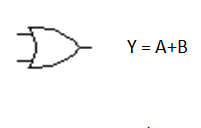 Y = A+B